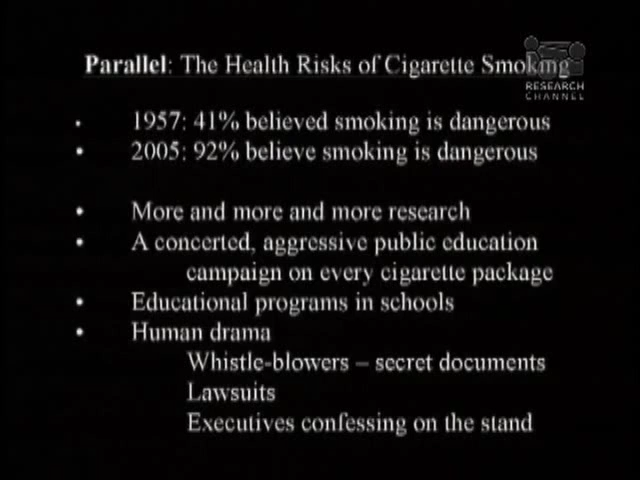 Parallel: The Health Risks of Cigarette Smoking
RESEARCH
CHANNEL
• 1957: 41% believed smoking is dangerous
• 2005: 92% believe smoking is dangerous
• More and more and more research
• A concerted, aggressive public education
campaign on every cigarette package
• Educational programs in schools
• Human drama
Whistle-blowers – secret documents
Lawsuits
Executives confessing on the stand